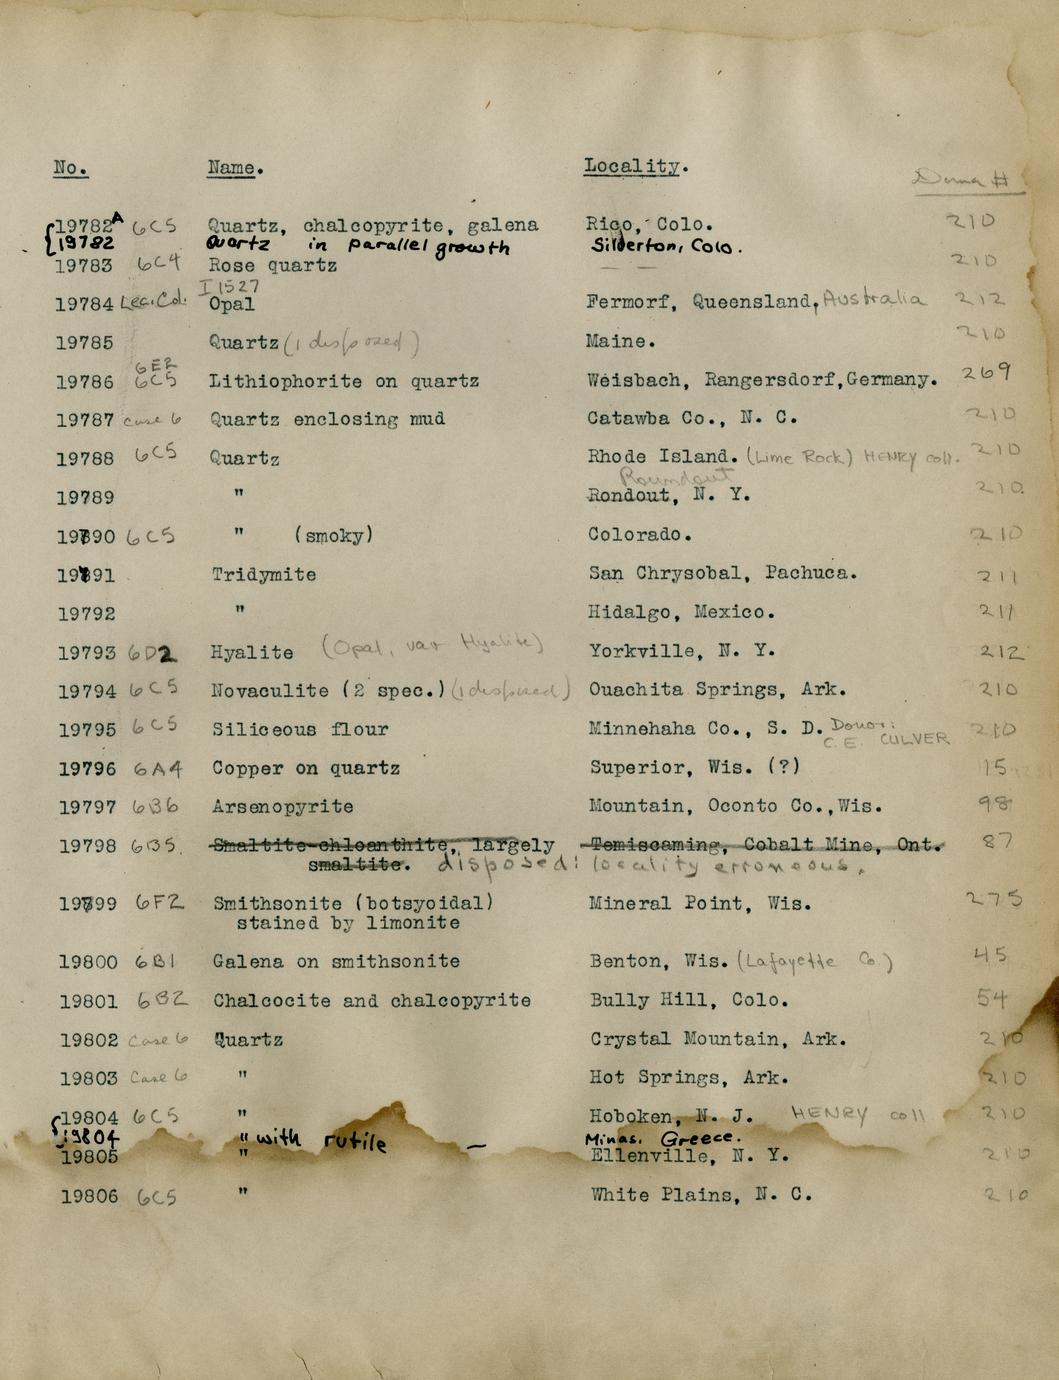 No. Name. Locality. Dana #
19782A 6C5 Quartz, chalcopyrite, galena Rico, Colo. 210
19782 Quartz in parallel growth Silverton, Colo.
19783 6C4 Rose quartz — — 210
I1527
19784 Lec. Col. Opal Fermorf, Queensland, Australia 212
19785 Quartz (1 disposed) Maine. 210
6E2
19786 6C5 Lithiophorite on quartz Weisbach, Rangersdorf, Germany. 269
19787 case 6 Quartz enclosing mud Catawba Co., N. C. 210
19788 6C5 Quartz Rhode Island. (Lime Rock) HENRY coll. 210
Roundout
19789 " Rondout, N. Y. 210
19790 6C5 " (smoky) Colorado. 210
19791 Tridymite San Chrysobal, Pachuca. 211
19792 " Hidalgo, Mexico. 211
19793 6D2 Hyalite (Opal, var Hyalite) Yorkville, N. Y. 212
19794 6C5 Novaculite (2 spec.) (1 disposed) Ouachita Springs, Ark. 210
19795 6C5 Siliceous flour Minnehaha Co., S. D. Donor: 210
C.E. CULVER
19796 6A4 Copper on quartz Superior, Wis. (?) 15
19797 6B6 Arsenopyrite Mountain, Oconto Co., Wis. 98
19798 6B5 Smaltite-chloanthite, largely Temiscaming, Cobalt Mine, Ont. 87
smaltite. disposed: locality erroneous.
19799 6F2 Smithsonite (botsyoidal) Mineral Point, Wis. 275
stained by limonite
19800 6B1 Galena on smithsonite Benton, Wis. (Lafayette Co.) 45
19801 6B2 Chalcocite and chalcopyrite Bully Hill, Colo. 54
19802 Case 6 Quartz Crystal Mountain, Ark. 210
19803 Case 6 " Hot Springs, Ark. 210
19804 6C5 " Hoboken, N. J. HENRY coll 210
19804 " with rutile — Minas, Greece.
19805 " Ellenville, N. Y. 210
19806 6C5 " White Plains, N. C. 210